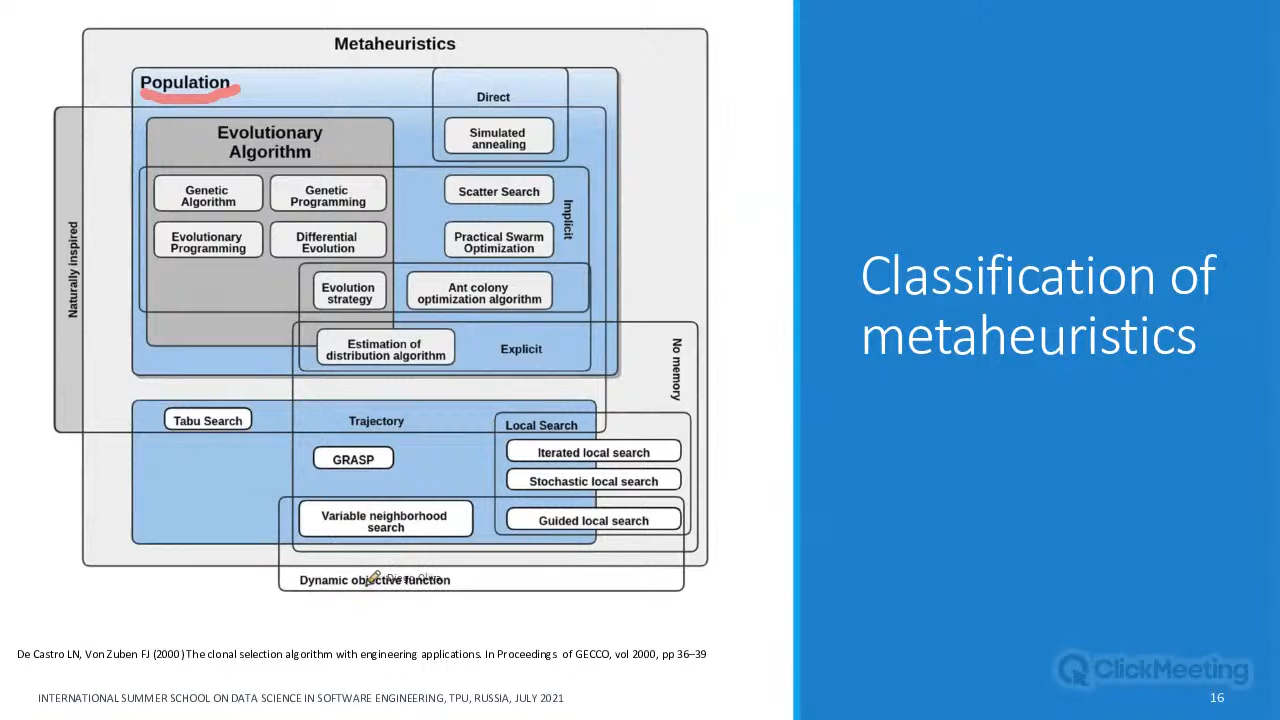 Metaheuristics
Population
Direct
Evolutionary
Algorithm
Simulated
annealing
Genetic
Algorithm
Genetic
Programming
Scatter Search
Implicit
Evolutionary
Programming
Differential
Evolution
Practical Swarm
Optimization
Naturally inspired
Evolution
strategy
Ant colony
optimization algorithm
Estimation of
distribution algorithm
Explicit
No memory
Tabu Search
Trajectory
Local Search
Iterated local search
GRASP
Stochastic local search
Variable neighborhood
search
Guided local search
Dynamic objective function
Classification of
metaheuristics
De Castro LN, Von Zuben FJ (2000) The clonal selection algorithm with engineering applications. In Proceedings of GECCO, vol 2000, pp 36–39
INTERNATIONAL SUMMER SCHOOL ON DATA SCIENCE IN SOFTWARE ENGINEERING, TPU, RUSSIA, JULY 2021
ClickMeeting
16